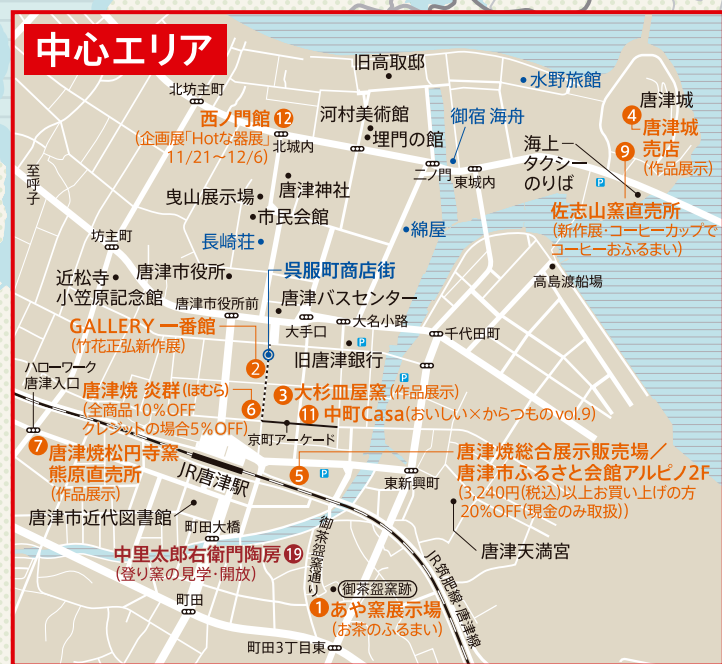 中心エリア
旧高取邸
水野旅館
北坊主町
西ノ門館 12
(企画展「Hotな器展」
11/21〜12/6)
北城内
河村美術館
埋門の館
御宿 海舟
唐津城
4
唐津城
売店
(作品展示)
海上
タクシー
のりば
9
P
佐志山窯直売所
(新作展・コーヒーカップで
コーヒーおふるまい)
二ノ門
東城内
至呼子
唐津神社
曳山展示場
市民会館
長崎荘
綿屋
坊主町
近松寺
小笠原記念館
唐津市役所
呉服町商店街
高島渡船場
唐津市役所前
唐津バスセンター
大手口
大名小路
千代田町
GALLERY 一番館
(竹花正弘新作展)
2
旧唐津銀行
P
P
ハローワーク
唐津入口
唐津焼 炎群(ほむら)
(全商品10%OFF
クレジットの場合5%OFF)
6
3 大杉皿屋窯(作品展示)
11 中町Casa(おいしい×からつものvol.9)
京町アーケード
7 唐津焼松円寺窯
熊原直売所
(作品展示)
JR唐津駅
5
P
唐津焼総合展示販売場/
唐津市ふるさと会館アルピノ2F
(3,240円(税込)以上お買い上げの方
20%OFF(現金のみ取扱))
東新興町
唐津市近代図書館
町田大橋
唐津天満宮
中里太郎右衛門陶房 19
(登り窯の見学・開放)
御茶盌窯通り
御茶盌窯跡
JR筑肥線・唐津線
町田
1 あや窯展示場
(お茶のふるまい)
町田3丁目東